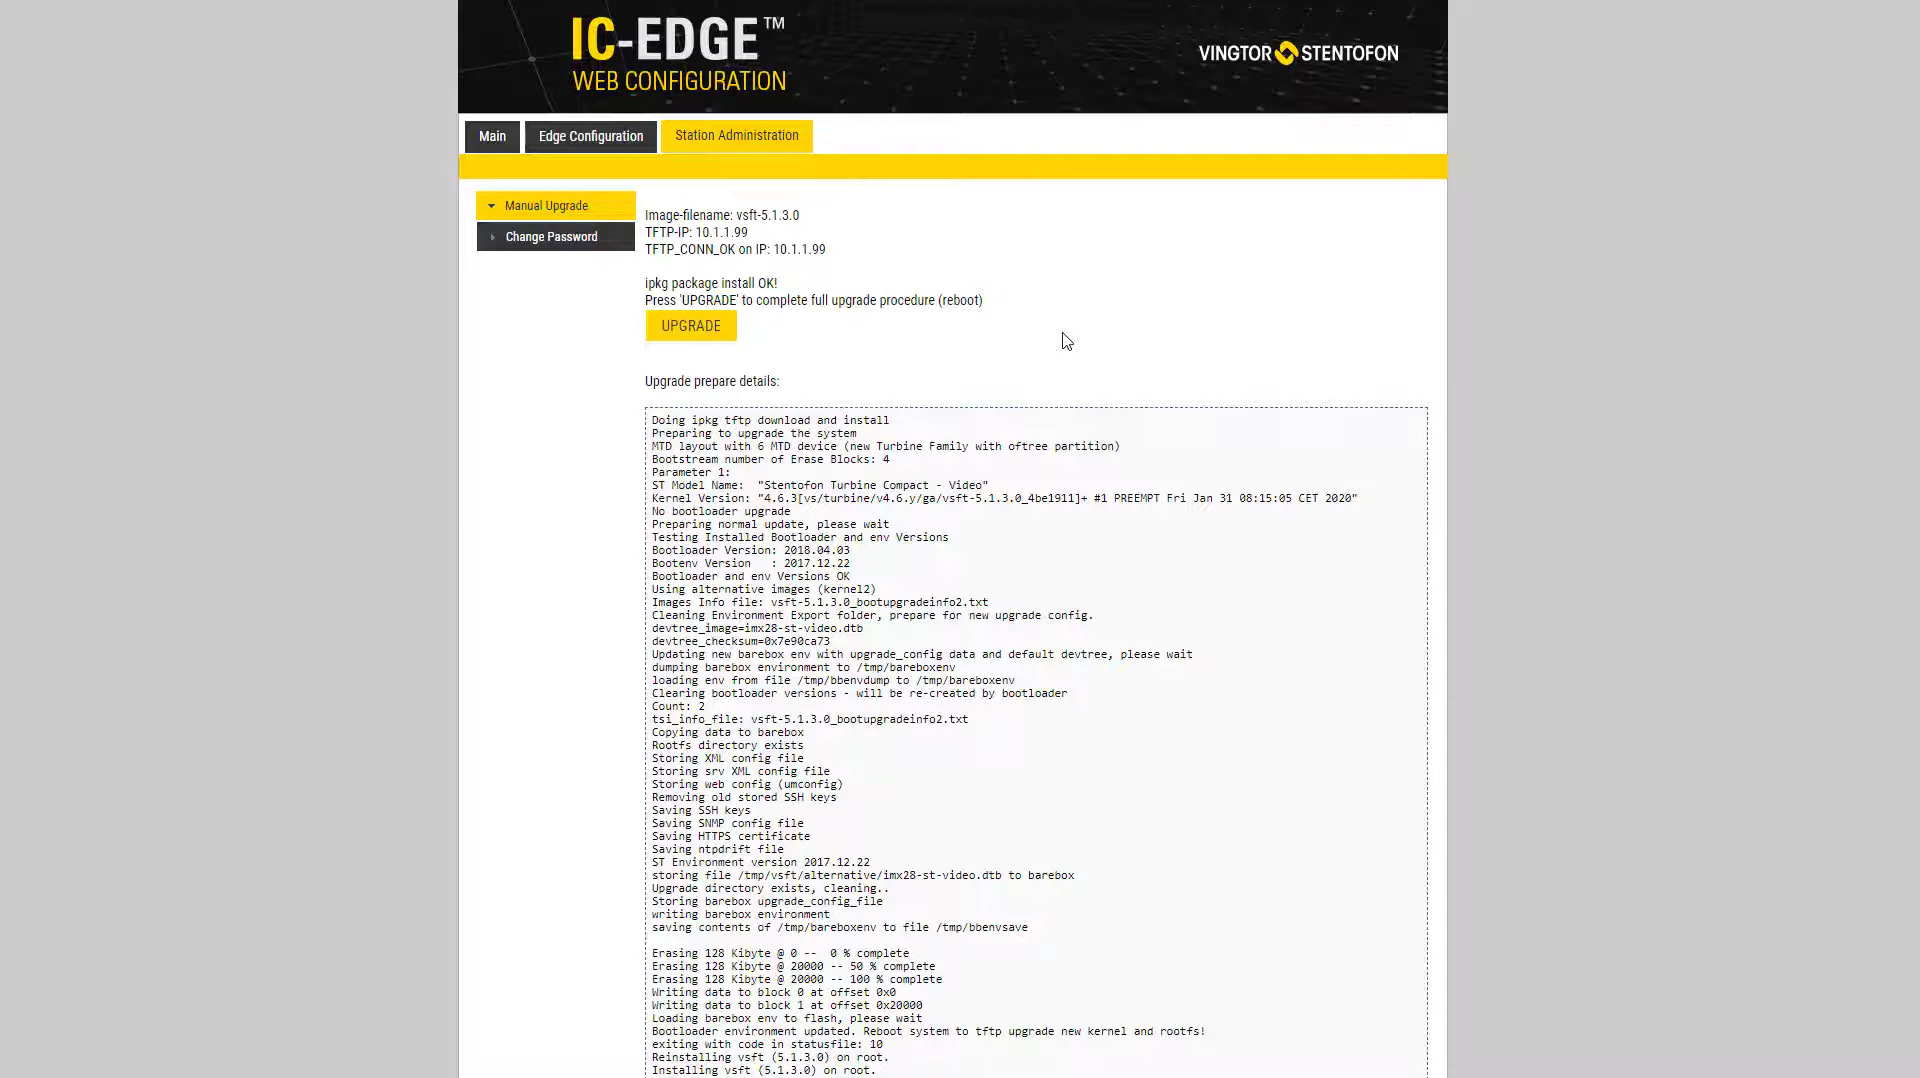 IC-EDGE™
WEB CONFIGURATION
VINGTOR STENTOFON
Main
Edge Configuration
Station Administration
Manual Upgrade
Change Password
Image-filename: vsft-5.1.3.0
TFTP-IP: 10.1.1.99
TFTP_CONN_OK on IP: 10.1.1.99
ipkg package install OK!
Press 'UPGRADE' to complete full upgrade procedure (reboot)
UPGRADE
Upgrade prepare details:
Doing ipkg tftp download and install
Preparing to upgrade the system
MTD layout with 6 MTD device (new Turbine Family with oftree partition)
Bootstream number of Erase Blocks: 4
Parameter 1:
ST Model Name:  "Stentofon Turbine Compact - Video"
Kernel Version: "4.6.3[vs/turbine/v4.6.y/ga/vsft-5.1.3.0_4be1911]+ #1 PREEMPT Fri Jan 31 08:15:05 CET 2020"
No bootloader upgrade
Preparing normal update, please wait
Testing Installed Bootloader and env Versions
Bootloader Version: 2018.04.03
Bootenv Version   : 2017.12.22
Bootloader and env Versions OK
Using alternative images (kernel2)
Images Info file: vsft-5.1.3.0_bootupgradeinfo2.txt
Cleaning Environment Export folder, prepare for new upgrade config.
devtree_image=imx28-st-video.dtb
devtree_checksum=0x7e90ca73
Updating new barebox env with upgrade_config data and default devtree, please wait
dumping barebox environment to /tmp/bareboxenv
loading env from file /tmp/bbenvdump to /tmp/bareboxenv
Clearing bootloader versions - will be re-created by bootloader
Count: 2
tsi_info_file: vsft-5.1.3.0_bootupgradeinfo2.txt
Copying data to barebox
Rootfs directory exists
Storing XML config file
Storing srv XML config file
Storing web config (umconfig)
Removing old stored SSH keys
Saving SSH keys
Saving SNMP config file
Saving HTTPS certificate
Saving ntpdrift file
ST Environment version 2017.12.22
storing file /tmp/vsft/alternative/imx28-st-video.dtb to barebox
Upgrade directory exists, cleaning..
Storing barebox upgrade_config_file
writing barebox environment
saving contents of /tmp/bareboxenv to file /tmp/bbenvsave
Erasing 128 Kibyte @ 0 --  0 % complete
Erasing 128 Kibyte @ 20000 -- 50 % complete
Erasing 128 Kibyte @ 20000 -- 100 % complete
Writing data to block 0 at offset 0x0
Writing data to block 1 at offset 0x20000
Loading barebox env to flash, please wait
Bootloader environment updated. Reboot system to tftp upgrade new kernel and rootfs!
exiting with code in statusfile: 10
Reinstalling vsft (5.1.3.0) on root.
Installing vsft (5.1.3.0) on root.